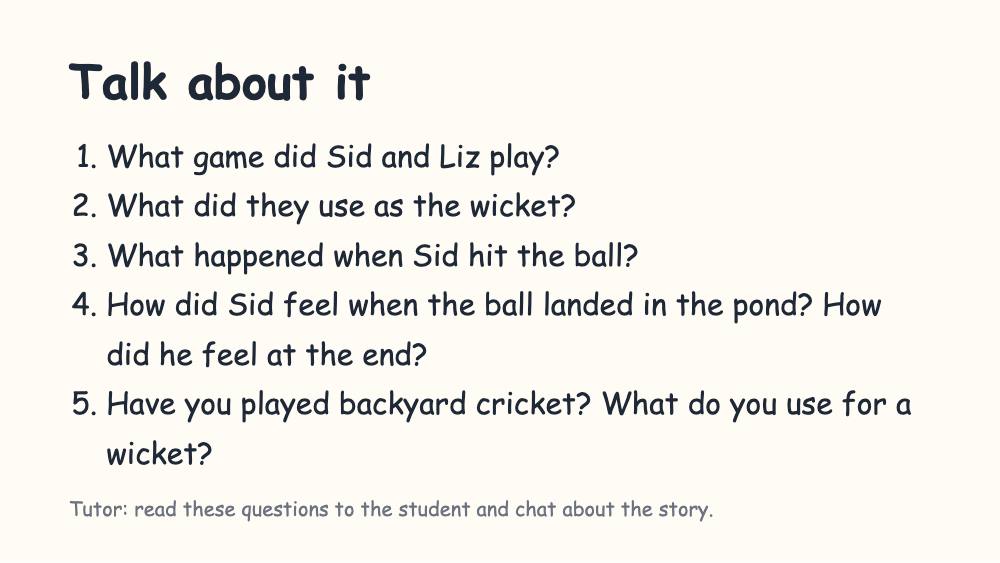 Talk about it
1. What game did Sid and Liz play?
2. What did they use as the wicket?
3. What happened when Sid hit the ball?
4. How did Sid feel when the ball landed in the pond? How
did he feel at the end?
5. Have you played backyard cricket? What do you use for a
wicket?
Tutor: read these questions to the student and chat about the story.